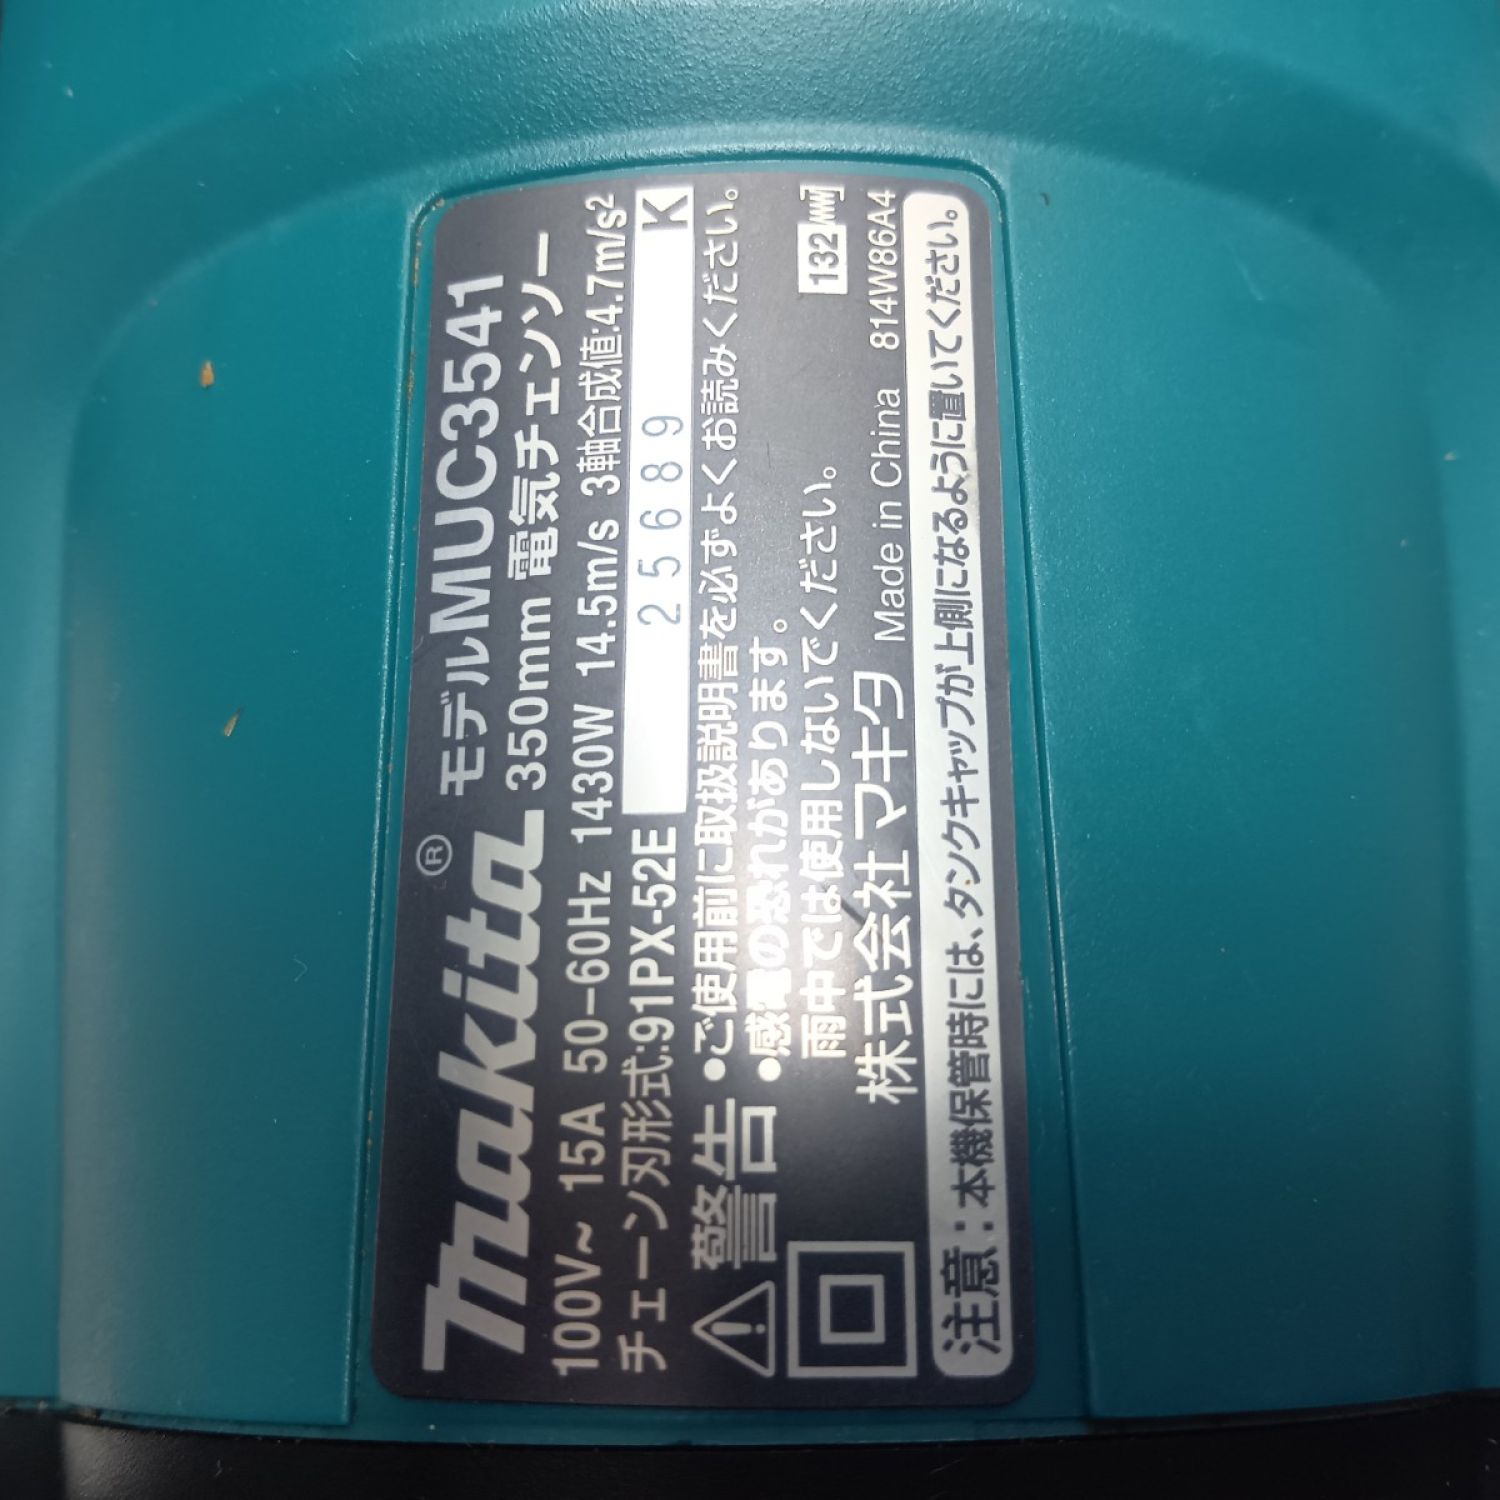 makita® モデルMUC3541
350mm 電気チェンソー
100V~ 15A 50-60Hz 1430W 14.5m/s 3軸合成値:4.7m/s²
チェーン刃形式:91PX-52E 25689 K
警告 •ご使用前に取扱説明書を必ずよくお読みください。
•感電の恐れがあります。
雨中では使用しないでください。
132
株式会社 マキタ Made in China 814W86A4
注意:本機保管時には、タンクキャップが上側になるように置いてください。